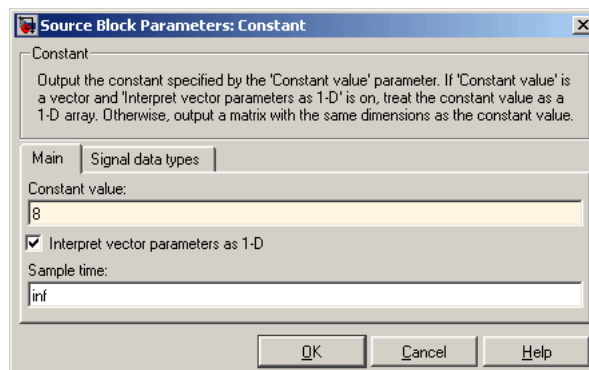 Source Block Parameters: Constant
Constant
Output the constant specified by the 'Constant value' parameter. If 'Constant value' is
a vector and 'Interpret vector parameters as 1-D' is on, treat the constant value as a
1-D array. Otherwise, output a matrix with the same dimensions as the constant value.
Main Signal data types
Constant value:
8
Interpret vector parameters as 1-D
Sample time:
inf
OK Cancel Help